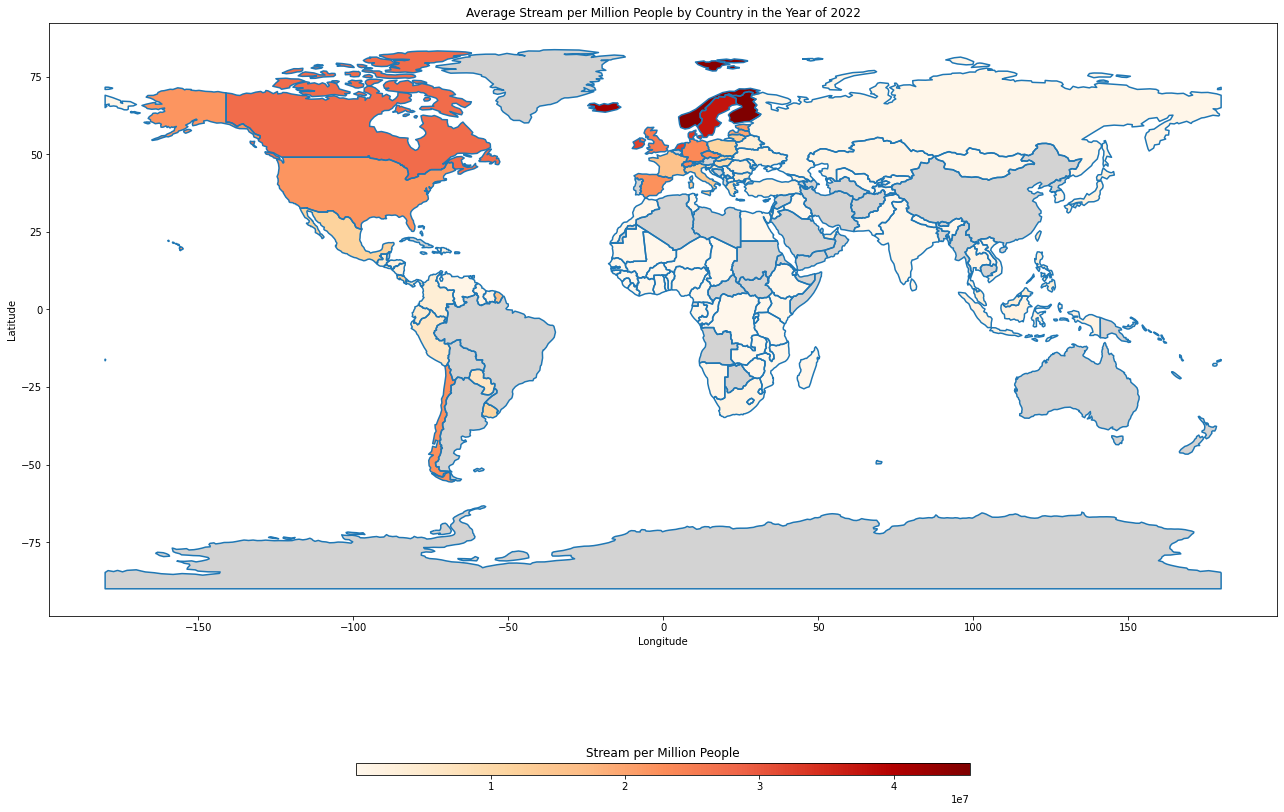 Average Stream per Million People by Country in the Year of 2022
75
50
25
0
−25
−50
−75
Latitude
−150 −100 −50 0 50 100 150
Longitude
Stream per Million People
1 2 3 4
1e7